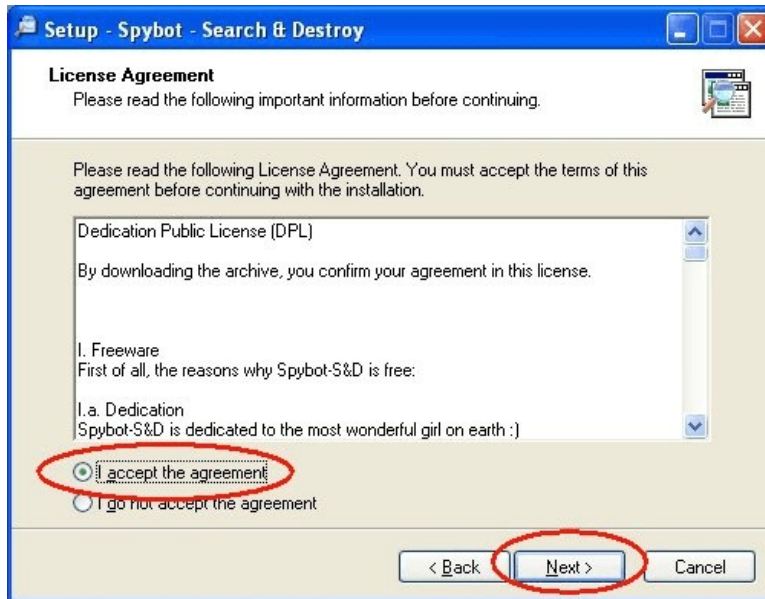 Setup - Spybot - Search & Destroy
License Agreement
Please read the following important information before continuing.
Please read the following License Agreement. You must accept the terms of this
agreement before continuing with the installation.
Dedication Public License (DPL)
By downloading the archive, you confirm your agreement in this license.
I. Freeware
First of all, the reasons why Spybot-S&D is free:
I.a. Dedication
Spybot-S&D is dedicated to the most wonderful girl on earth :)
I accept the agreement
I do not accept the agreement
< Back Next > Cancel